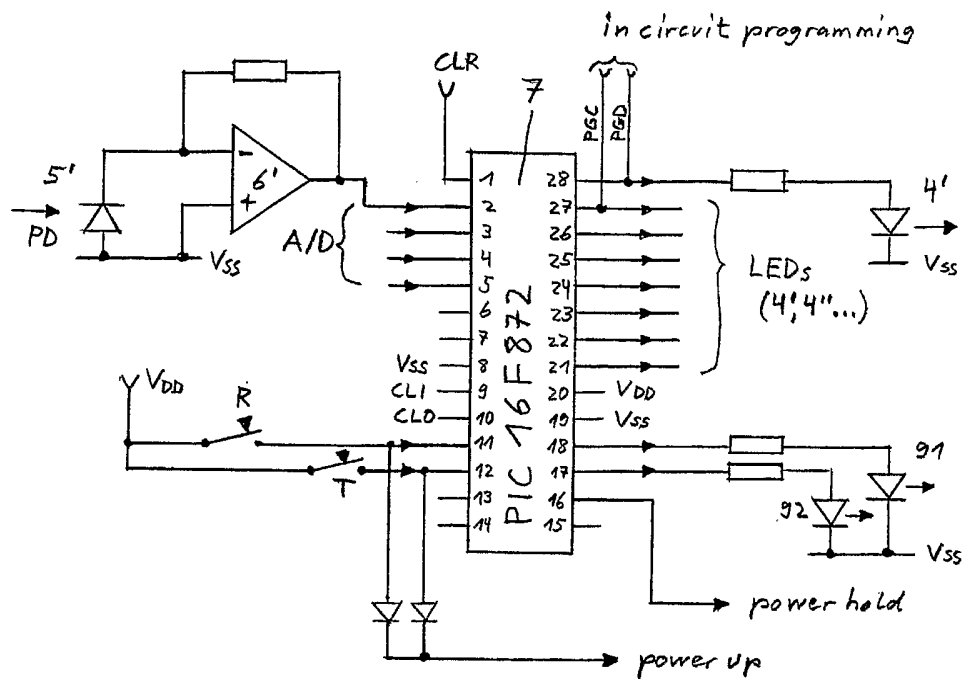 in circuit programming
CLR
7
PGC
PGD
5'
6'
-
+
PD
VSS
A/D
1
2
3
4
5
6
7
8
9
10
11
12
13
14
28
27
26
25
24
23
22
21
20
19
18
17
16
15
PIC 16F872
4'
VSS
LEDs
(4',4"...)
VSS
CLI
CLO
VDD
VSS
VDD
R
T
91
92
VSS
power hold
power up